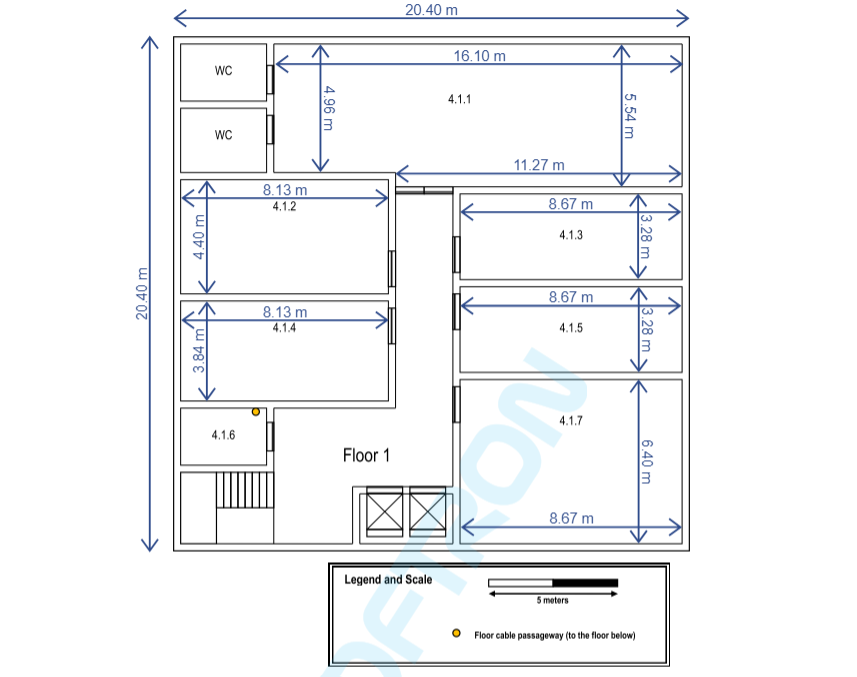 20.40 m
WC
16.10 m
4.96 m
4.1.1
5.54 m
WC
11.27 m
8.13 m
4.1.2
4.40 m
8.67 m
4.1.3
3.28 m
20.40 m
8.13 m
4.1.4
3.84 m
8.67 m
4.1.5
3.28 m
4.1.6
Floor 1
4.1.7
6.40 m
8.67 m
Legend and Scale
5 meters
Floor cable passageway (to the floor below)
OFTRON